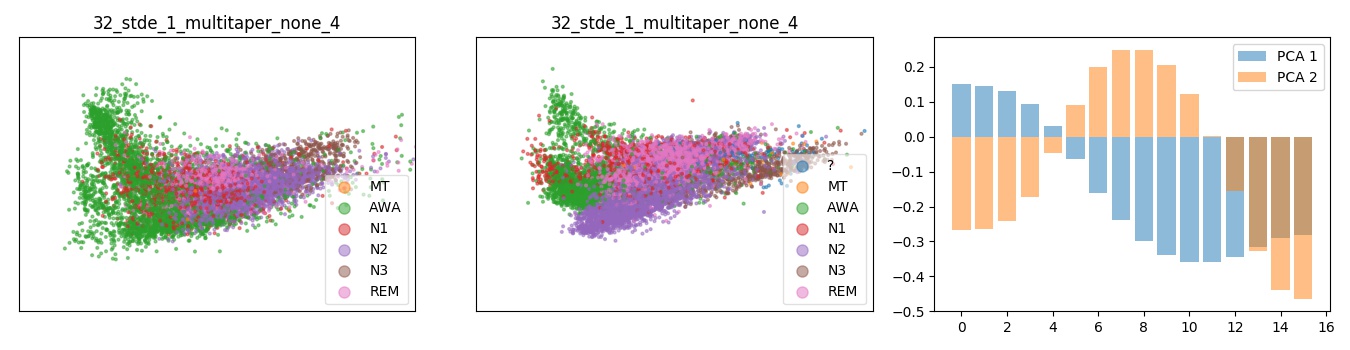 32_stde_1_multitaper_none_4
MT
AWA
N1
N2
N3
REM
32_stde_1_multitaper_none_4
?
MT
AWA
N1
N2
N3
REM
PCA 1
PCA 2
0.2
0.1
0.0
−0.1
−0.2
−0.3
−0.4
−0.5
0 2 4 6 8 10 12 14 16